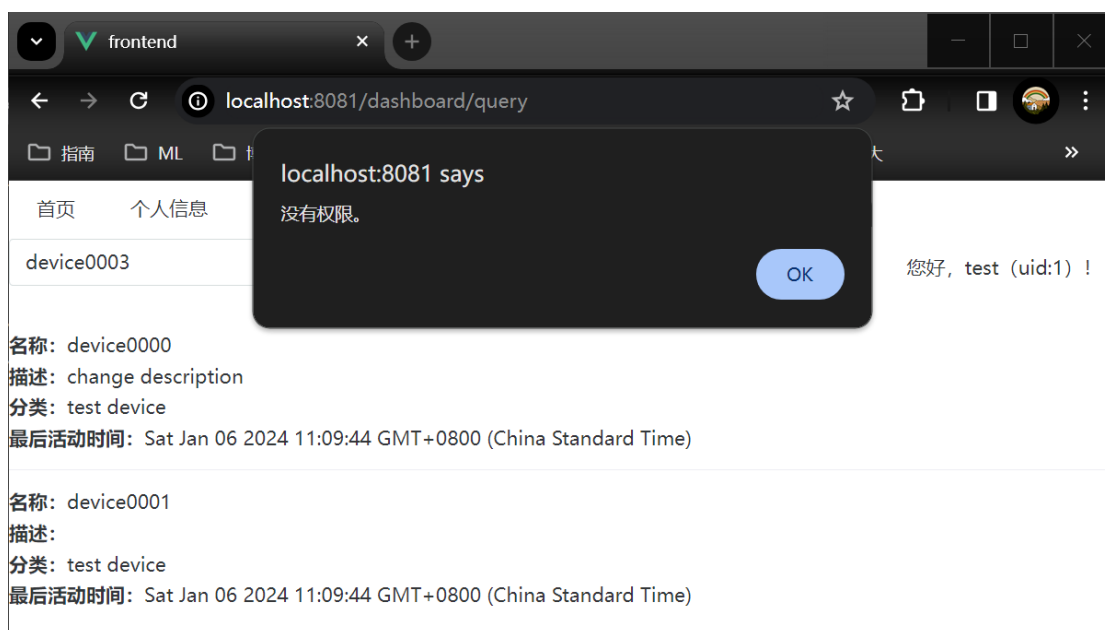 frontend
localhost:8081/dashboard/query
指南
ML
localhost:8081 says
没有权限。
OK
首页
个人信息
device0003
您好，test（uid:1）!
名称：device0000
描述：change description
分类：test device
最后活动时间：Sat Jan 06 2024 11:09:44 GMT+0800 (China Standard Time)
名称：device0001
描述：
分类：test device
最后活动时间：Sat Jan 06 2024 11:09:44 GMT+0800 (China Standard Time)